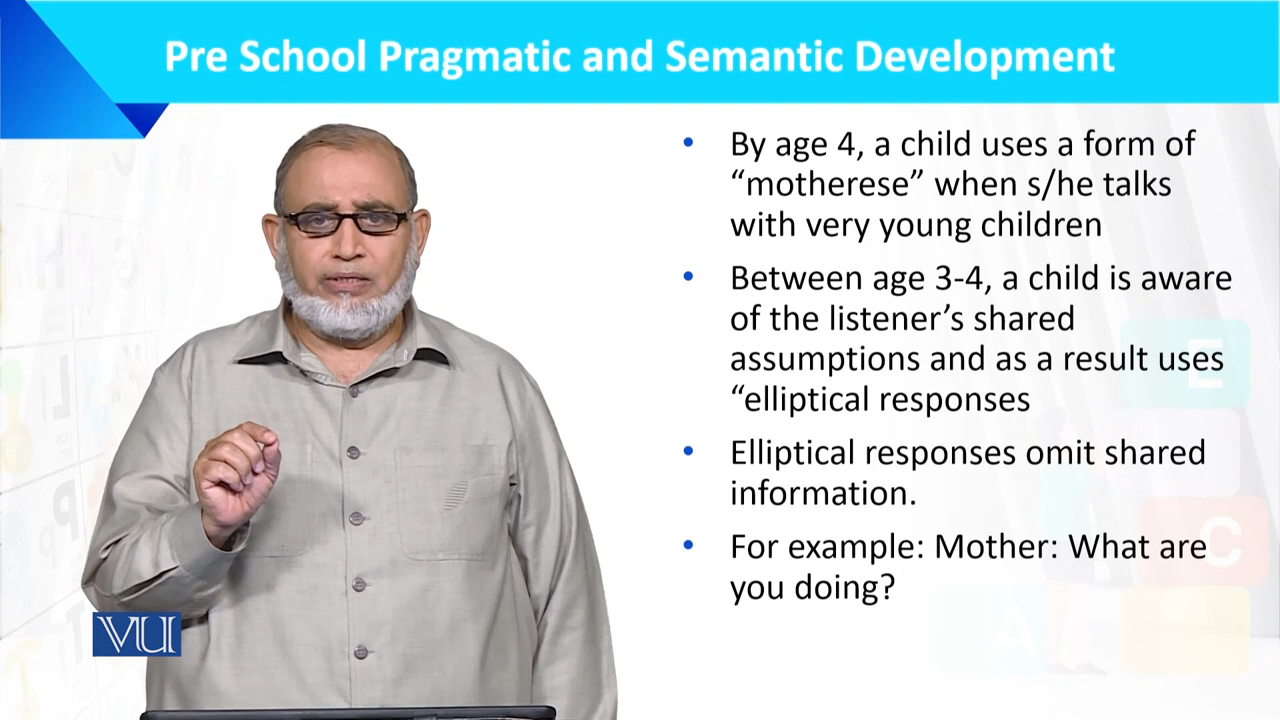 Pre School Pragmatic and Semantic Development
• By age 4, a child uses a form of
“motherese” when s/he talks
with very young children
• Between age 3-4, a child is aware
of the listener’s shared
assumptions and as a result uses
“elliptical responses
• Elliptical responses omit shared
information.
• For example: Mother: What are
you doing?
VU
E
C
A